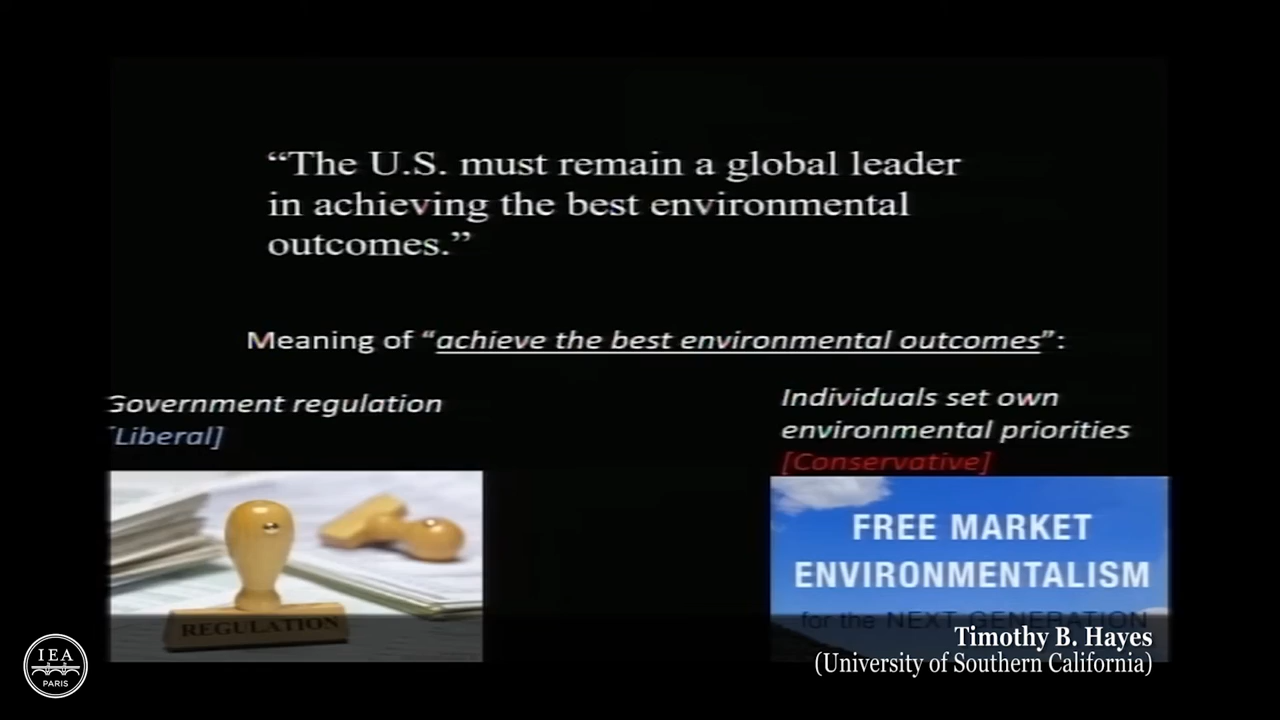 “The U.S. must remain a global leader
in achieving the best environmental
outcomes.”
Meaning of “achieve the best environmental outcomes”:
Government regulation
[Liberal]
Individuals set own
environmental priorities
[Conservative]
REGULATION
FREE MARKET
ENVIRONMENTALISM
for the NEXT GENERATION
Timothy B. Hayes
(University of Southern California)
IEA
PARIS